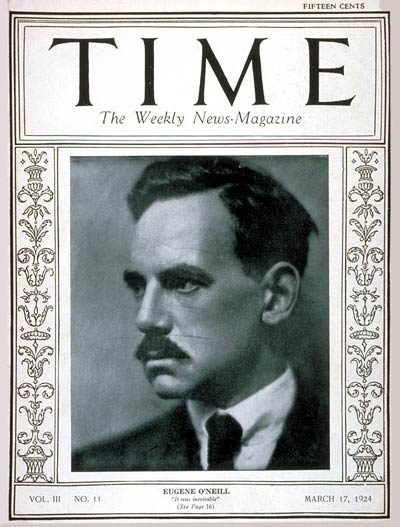 FIFTEEN CENTS
TIME
The Weekly News-Magazine
EUGENE O'NEILL
"It was inevitable"
(See Page 16)
VOL. III NO. 11 MARCH 17, 1924